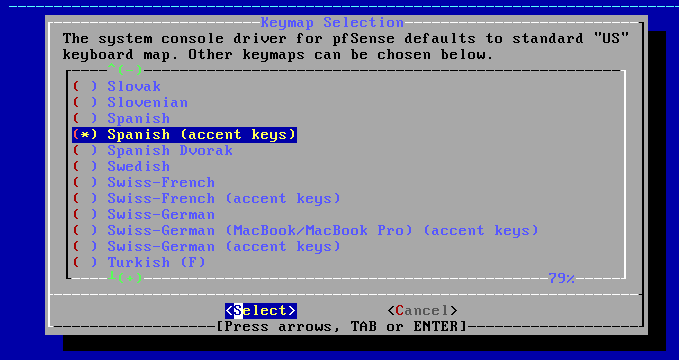 Keymap Selection
The system console driver for pfSense defaults to standard "US"
keyboard map. Other keymaps can be chosen below.
^(-)
( ) Slovak
( ) Slovenian
( ) Spanish
(*) Spanish (accent keys)
( ) Spanish Dvorak
( ) Swedish
( ) Swiss-French
( ) Swiss-French (accent keys)
( ) Swiss-German
( ) Swiss-German (MacBook/MacBook Pro) (accent keys)
( ) Swiss-German (accent keys)
( ) Turkish (F)
┴(+) 79%
<Select> <Cancel>
[Press arrows, TAB or ENTER]